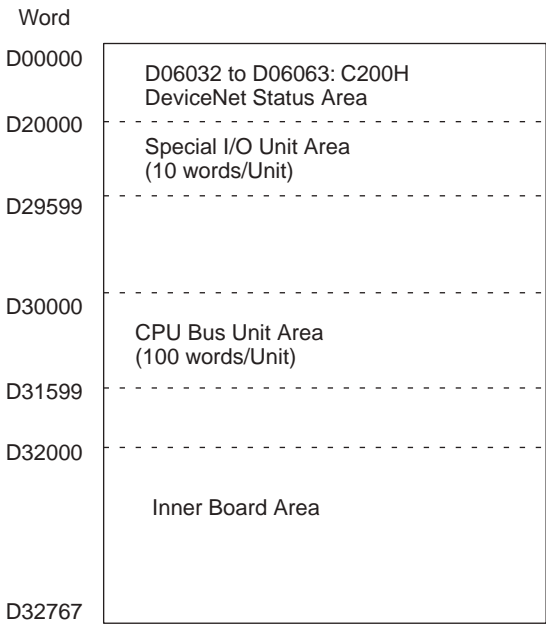 Word
D00000
D06032 to D06063: C200H
DeviceNet Status Area
D20000
Special I/O Unit Area
(10 words/Unit)
D29599
D30000
CPU Bus Unit Area
(100 words/Unit)
D31599
D32000
Inner Board Area
D32767